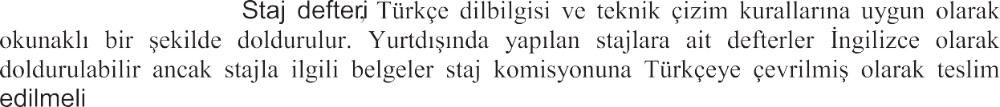 Staj defteri, Türkçe dilbilgisi ve teknik çizim kurallarına uygun olarak
okunaklı bir şekilde doldurulur. Yurtdışında yapılan stajlara ait defterler İngilizce olarak
doldurulabilir ancak stajla ilgili belgeler staj komisyonuna Türkçeye çevrilmiş olarak teslim
edilmeli